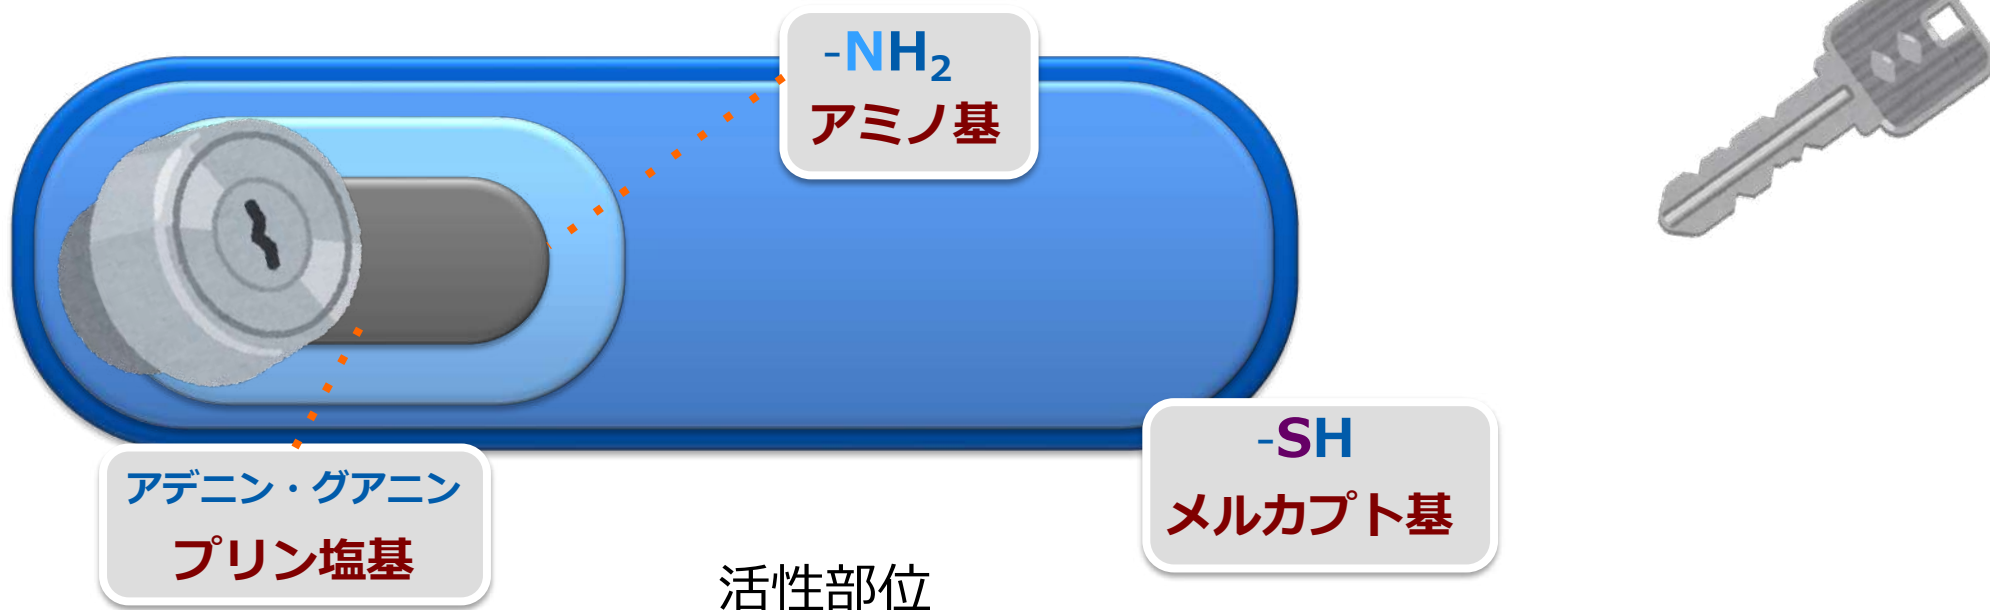 -NH₂
アミノ基
-SH
メルカプト基
アデニン・グアニン
プリン塩基
活性部位